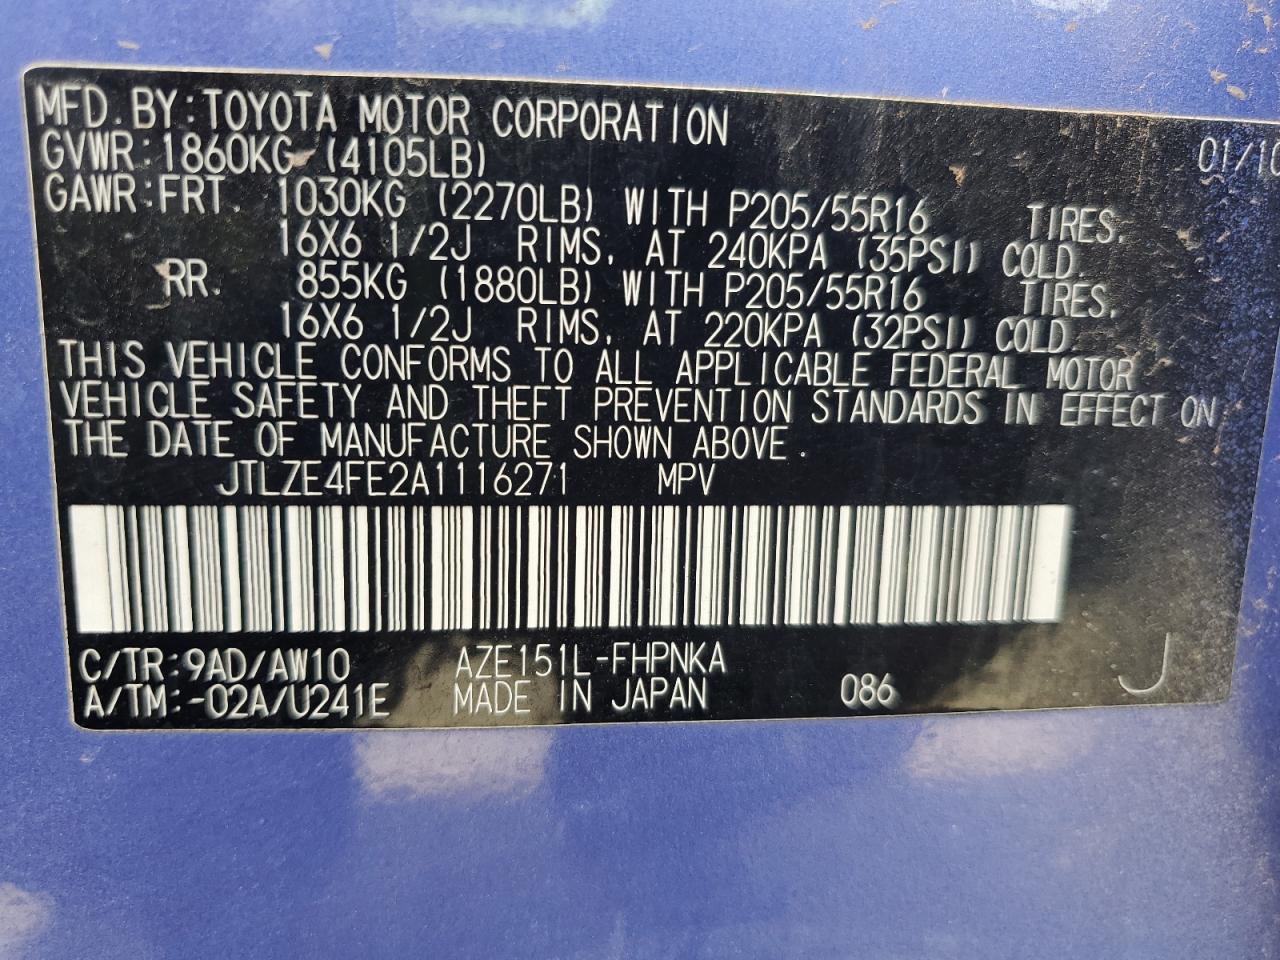 MFD. BY: TOYOTA MOTOR CORPORATION 01/10
GVWR: 1860KG (4105LB)
GAWR: FRT. 1030KG (2270LB) WITH P205/55R16 TIRES.
16X6 1/2J RIMS, AT 240KPA (35PSI) COLD.
RR. 855KG (1880LB) WITH P205/55R16 TIRES.
16X6 1/2J RIMS, AT 220KPA (32PSI) COLD.
THIS VEHICLE CONFORMS TO ALL APPLICABLE FEDERAL MOTOR
VEHICLE SAFETY AND THEFT PREVENTION STANDARDS IN EFFECT ON
THE DATE OF MANUFACTURE SHOWN ABOVE.
JTLZE4FE2A1116271 MPV
C/TR: 9AD/AW10 AZE151L-FHPNKA J
A/TM: -02A/U241E MADE IN JAPAN 086